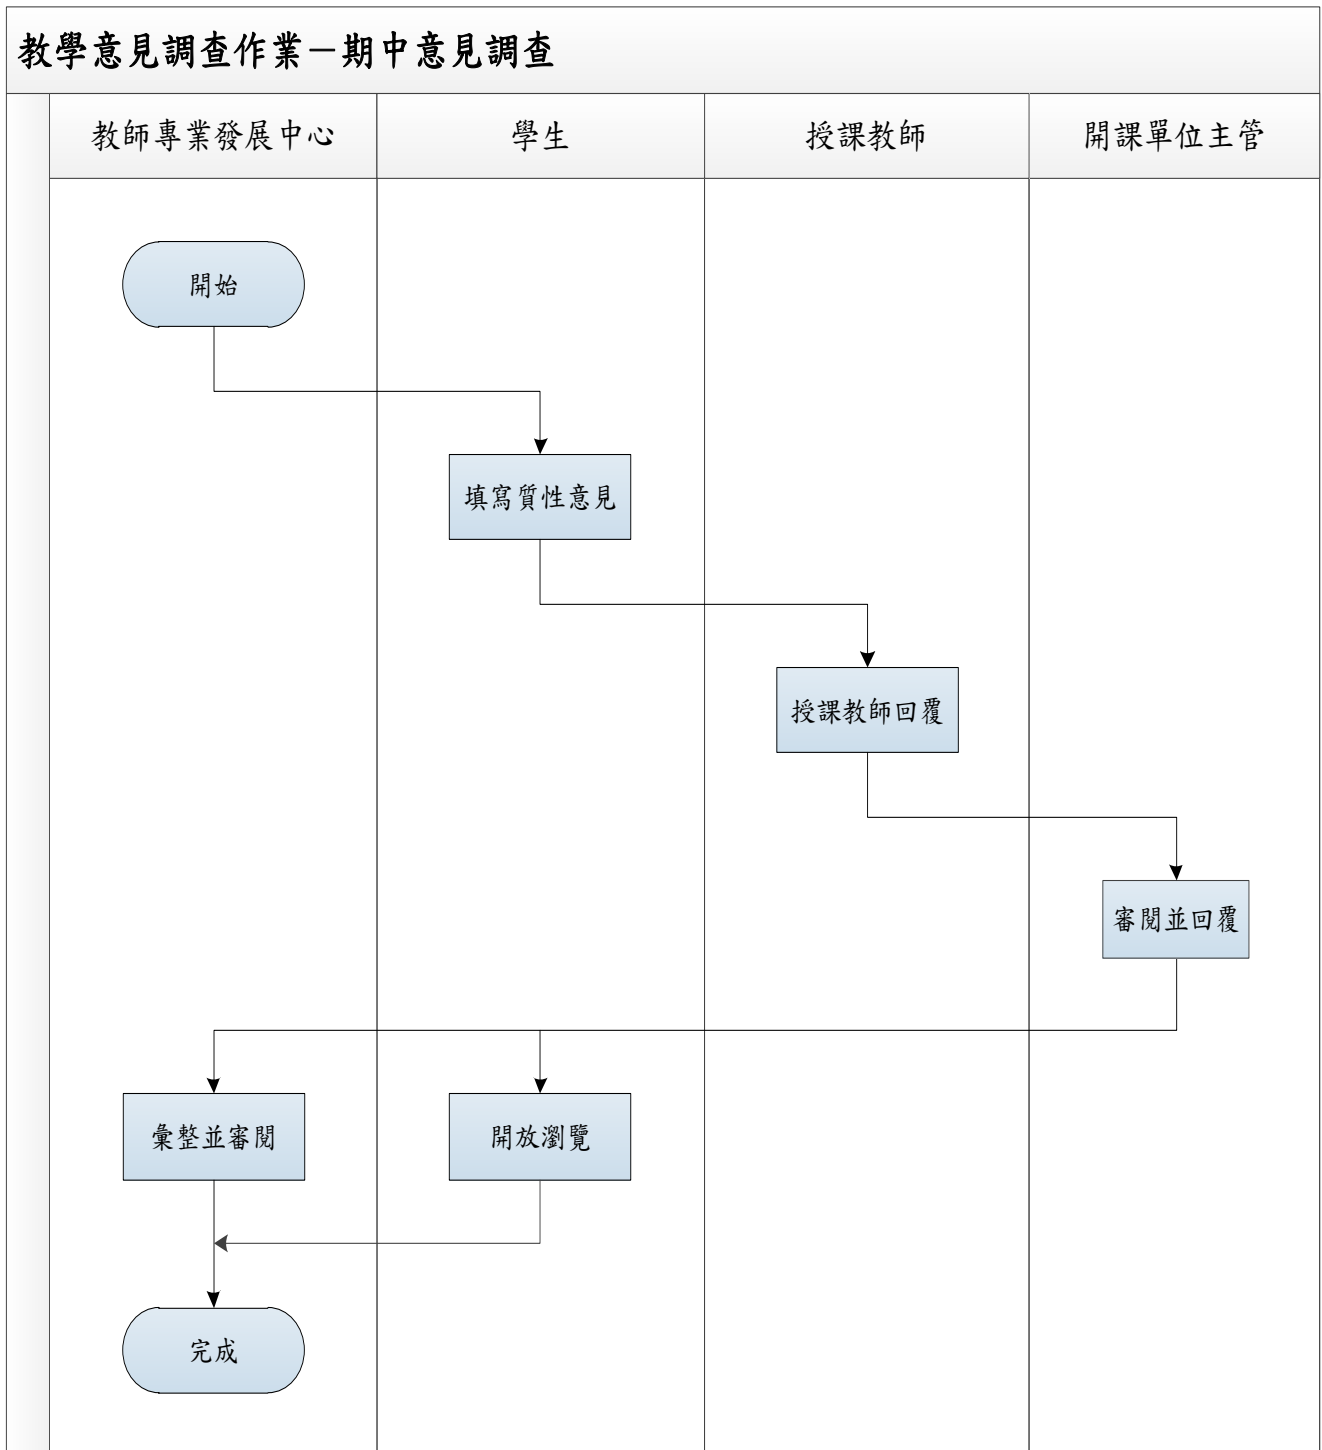 教學意見調查作業－期中意見調查
教師專業發展中心
學生
授課教師
開課單位主管
開始
填寫質性意見
授課教師回覆
審閱並回覆
彙整並審閱
開放瀏覽
完成